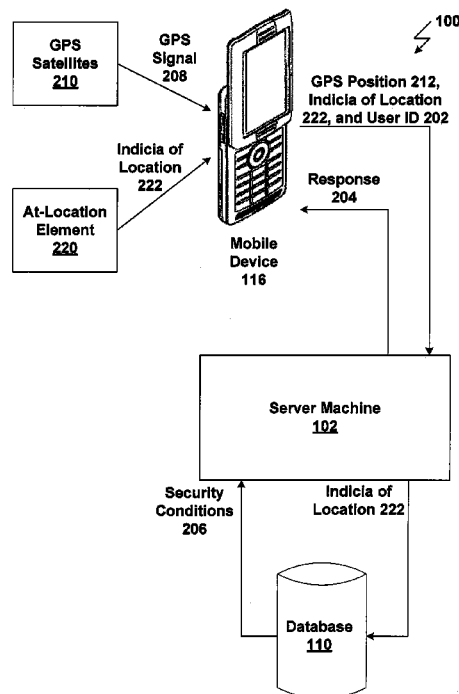 100
GPS
Satellites
210
GPS
Signal
208
GPS Position 212,
Indicia of Location
222, and User ID 202
Indicia of
Location
222
Response
204
At-Location
Element
220
Mobile
Device
116
Server Machine
102
Security
Conditions
206
Indicia of
Location 222
Database
110